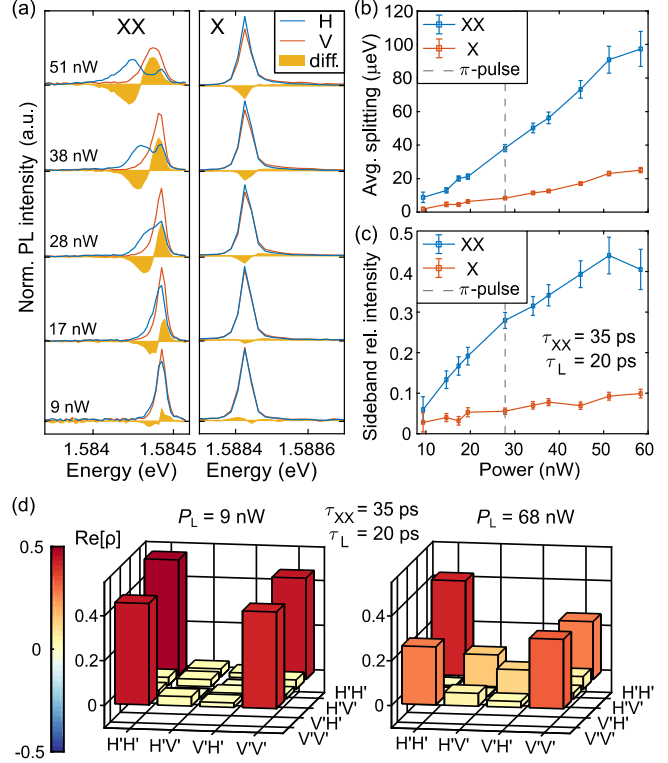 (a)
XX
X
H
V
diff.
51 nW
38 nW
28 nW
17 nW
9 nW
Norm. PL intensity (a.u.)
1.5884 1.58445
Energy (eV)
1.5884 1.5886
Energy (eV)
(b)
XX
X
π-pulse
Avg. splitting (μeV)
120
100
80
60
40
20
0
(c)
XX
X
π-pulse
τXX = 35 ps
τL = 20 ps
Sideband rel. intensity
0.5
0.4
0.3
0.2
0.1
0
10 20 30 40 50 60
Power (nW)
(d)
PL = 9 nW
τXX = 35 ps
τL = 20 ps
PL = 68 nW
Re[ρ]
0.5
0
-0.5
0.4
0.2
0
H'H' H'V' V'H' V'V'
H'H'
H'V'
V'H'
V'V'
0.4
0.2
0
H'H' H'V' V'H' V'V'
H'H'
H'V'
V'H'
V'V'